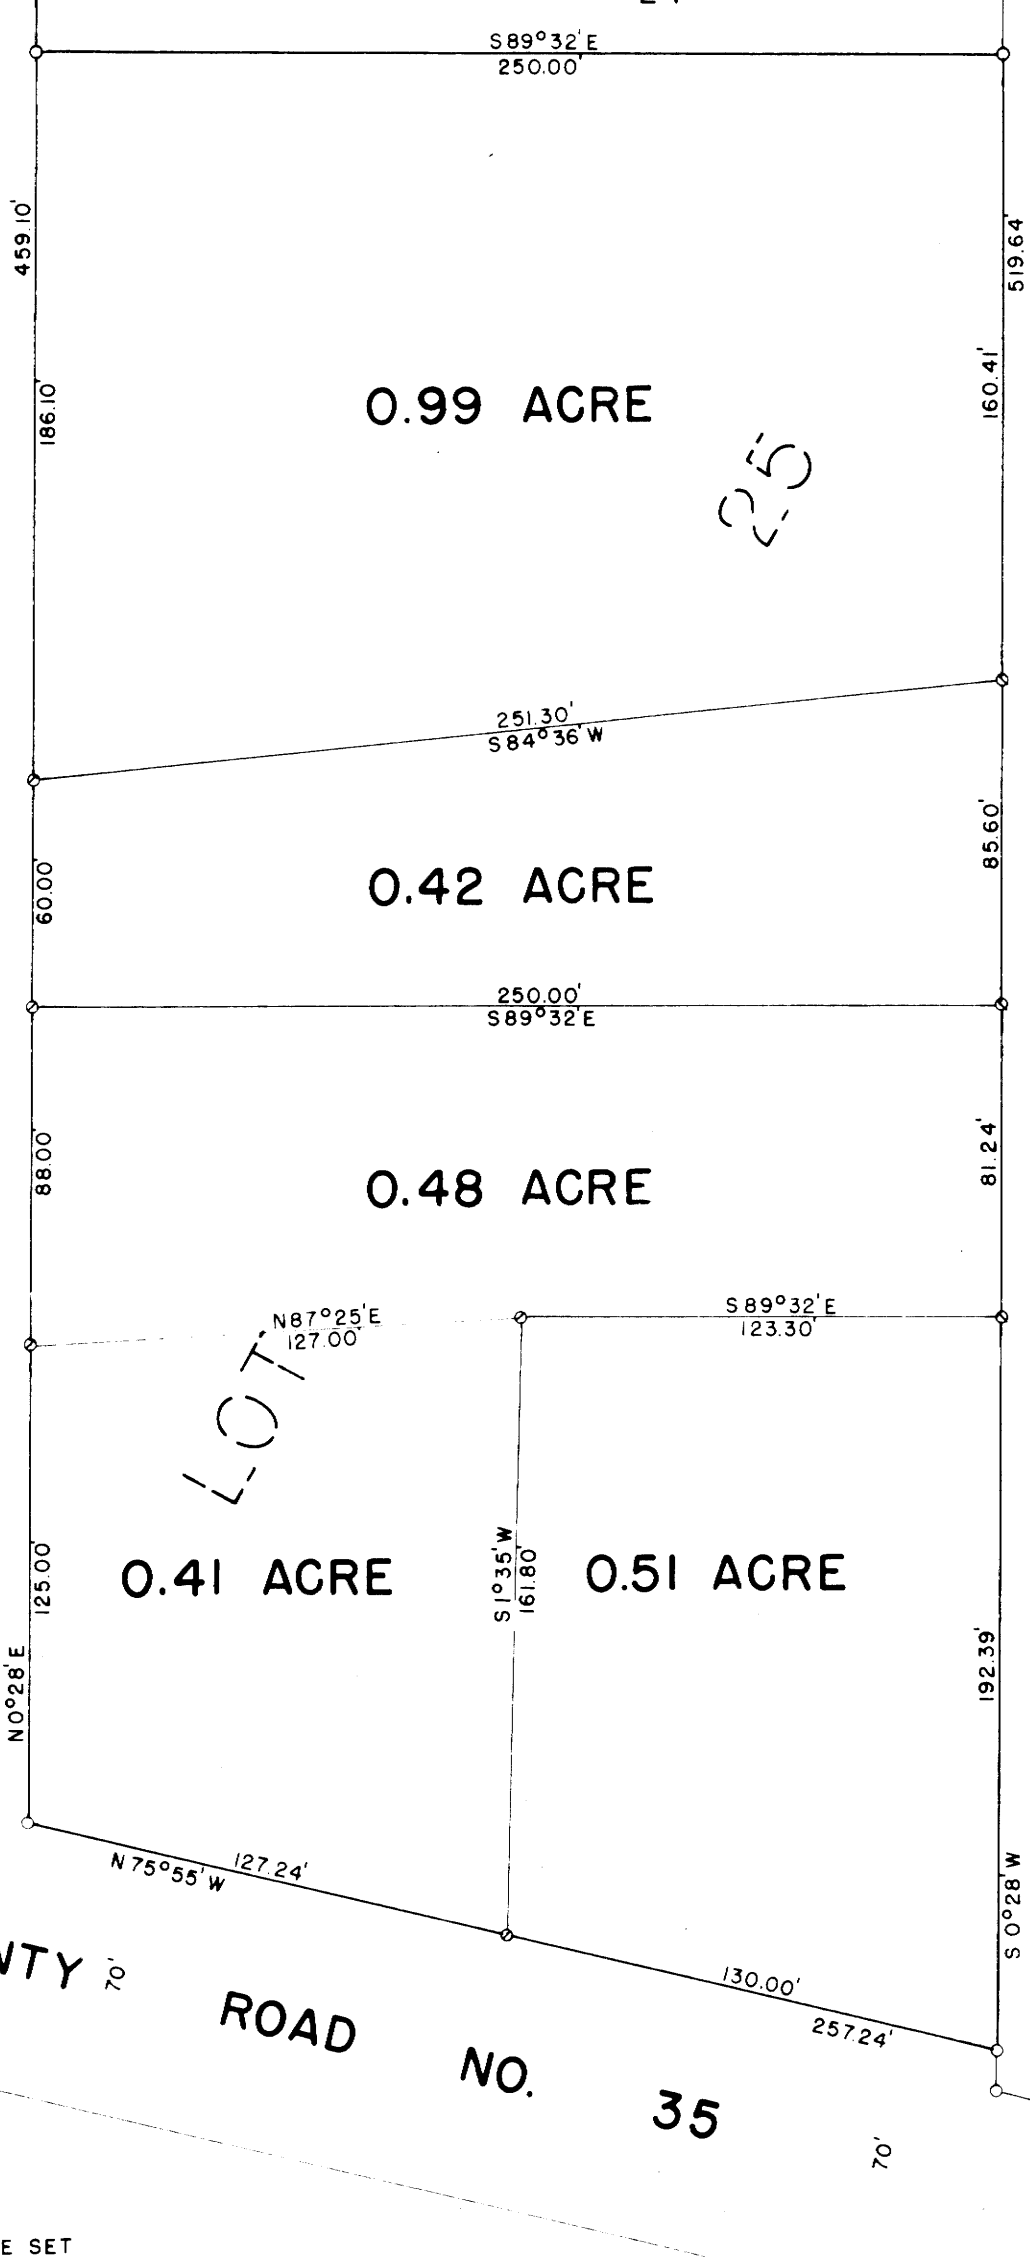 S89°32'E
250.00'
459.10'
519.64'
186.10'
160.41'
0.99 ACRE
25
251.30'
S84°36'W
60.00'
85.60'
0.42 ACRE
250.00'
S89°32'E
88.00'
81.24'
0.48 ACRE
N87°25'E
127.00'
S89°32'E
123.30'
LOT
125.00'
0.41 ACRE
S1°35'W
161.80'
0.51 ACRE
N0°28'E
192.39'
N75°55'W
127.24'
S0°28'W
130.00'
257.24'
NTY
70'
ROAD NO. 35
70'
E SET